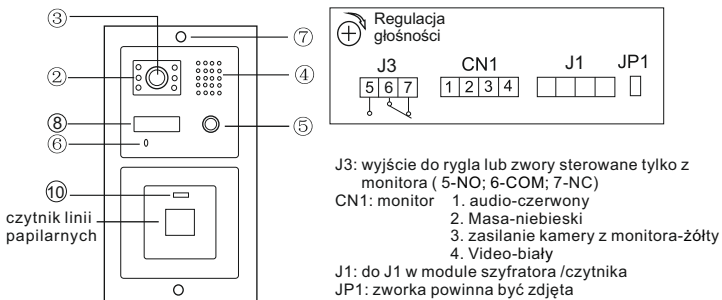 ③
⑦
②
④
⑧
⑤
⑥
⑩
czytnik linii
papilarnych
Regulacja
głośności
J3 CN1 J1 JP1
5 6 7 1 2 3 4
J3: wyjście do rygla lub zwory sterowane tylko z
monitora ( 5-NO; 6-COM; 7-NC)
CN1: monitor 1. audio-czerwony
2. Masa-niebieski
3. zasilanie kamery z monitora-żółty
4. Video-biały
J1: do J1 w module szyfratora /czytnika
JP1: zworka powinna być zdjęta